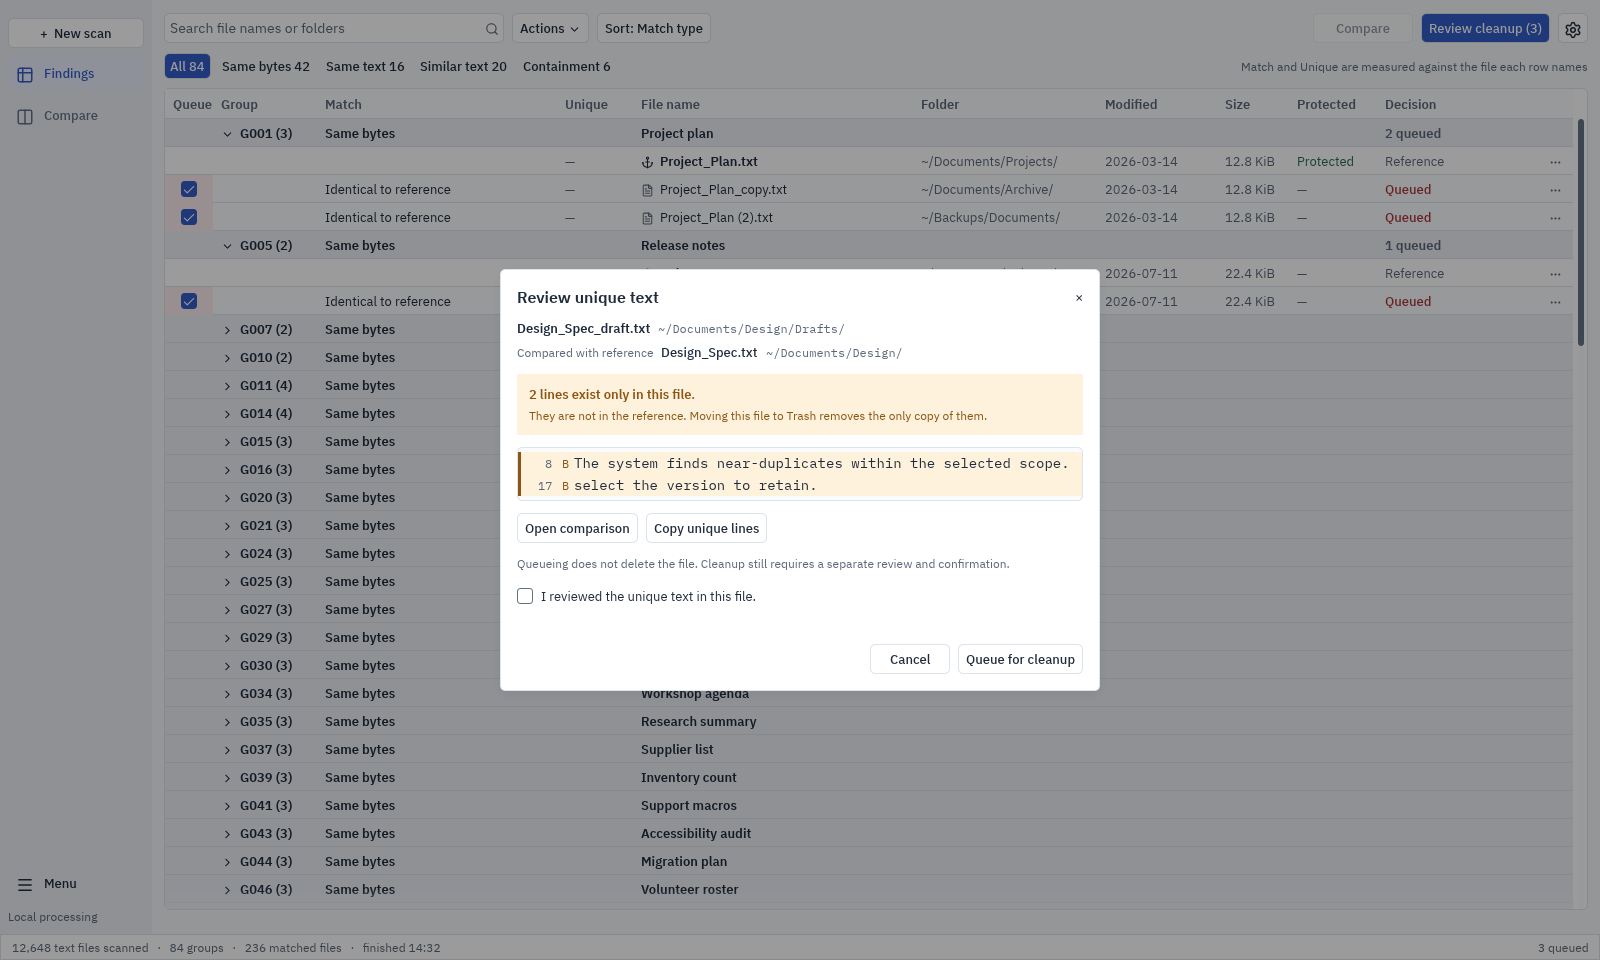 + New scan
Findings
Compare
Menu
Local processing
Search file names or folders
Actions
Sort: Match type
Compare
Review cleanup (3)
All 84 Same bytes 42 Same text 16 Similar text 20 Containment 6
Match and Unique are measured against the file each row names
Queue Group Match Unique File name Folder Modified Size Protected Decision
G001 (3) Same bytes Project plan 2 queued
— Project_Plan.txt ~/Documents/Projects/ 2026-03-14 12.8 KiB Protected Reference ···
Identical to reference — Project_Plan_copy.txt ~/Documents/Archive/ 2026-03-14 12.8 KiB — Queued ···
Identical to reference — Project_Plan (2).txt ~/Backups/Documents/ 2026-03-14 12.8 KiB — Queued ···
G005 (2) Same bytes Release notes 1 queued
2026-07-11 22.4 KiB — Reference ···
Identical to reference 2026-07-11 22.4 KiB — Queued ···
G007 (2) Same bytes
G010 (2) Same bytes
G011 (4) Same bytes
G014 (4) Same bytes
G015 (3) Same bytes
G016 (3) Same bytes
G020 (3) Same bytes
G021 (3) Same bytes
G024 (3) Same bytes
G025 (3) Same bytes
G027 (3) Same bytes
G029 (3) Same bytes
G030 (3) Same bytes
G034 (3) Same bytes Workshop agenda
G035 (3) Same bytes Research summary
G037 (3) Same bytes Supplier list
G039 (3) Same bytes Inventory count
G041 (3) Same bytes Support macros
G043 (3) Same bytes Accessibility audit
G044 (3) Same bytes Migration plan
G046 (3) Same bytes Volunteer roster
Review unique text ×
Design_Spec_draft.txt ~/Documents/Design/Drafts/
Compared with reference Design_Spec.txt ~/Documents/Design/
2 lines exist only in this file.
They are not in the reference. Moving this file to Trash removes the only copy of them.
8 B The system finds near-duplicates within the selected scope.
17 B select the version to retain.
Open comparison
Copy unique lines
Queueing does not delete the file. Cleanup still requires a separate review and confirmation.
I reviewed the unique text in this file.
Cancel
Queue for cleanup
12,648 text files scanned · 84 groups · 236 matched files · finished 14:32
3 queued